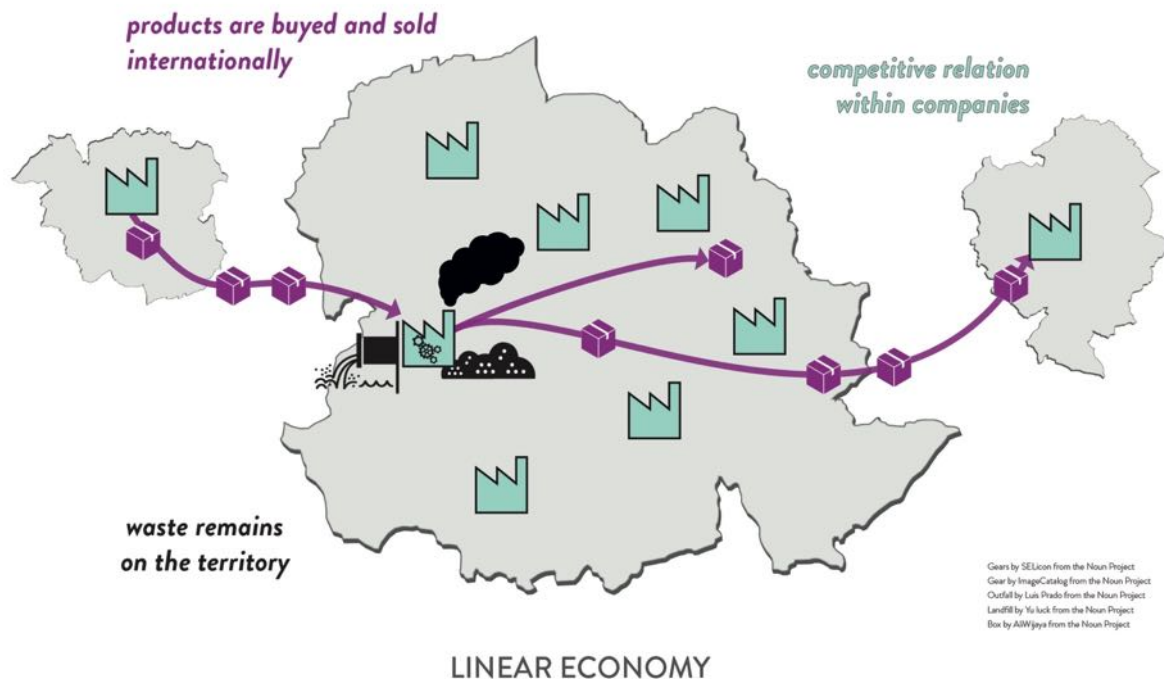 products are buyed and sold
internationally
competitive relation
within companies
waste remains
on the territory
Gears by SELicon from the Noun Project
Gear by ImageCatalog from the Noun Project
Outfall by Luis Prado from the Noun Project
Landfill by Yu luck from the Noun Project
Box by AliWijaya from the Noun Project
LINEAR ECONOMY